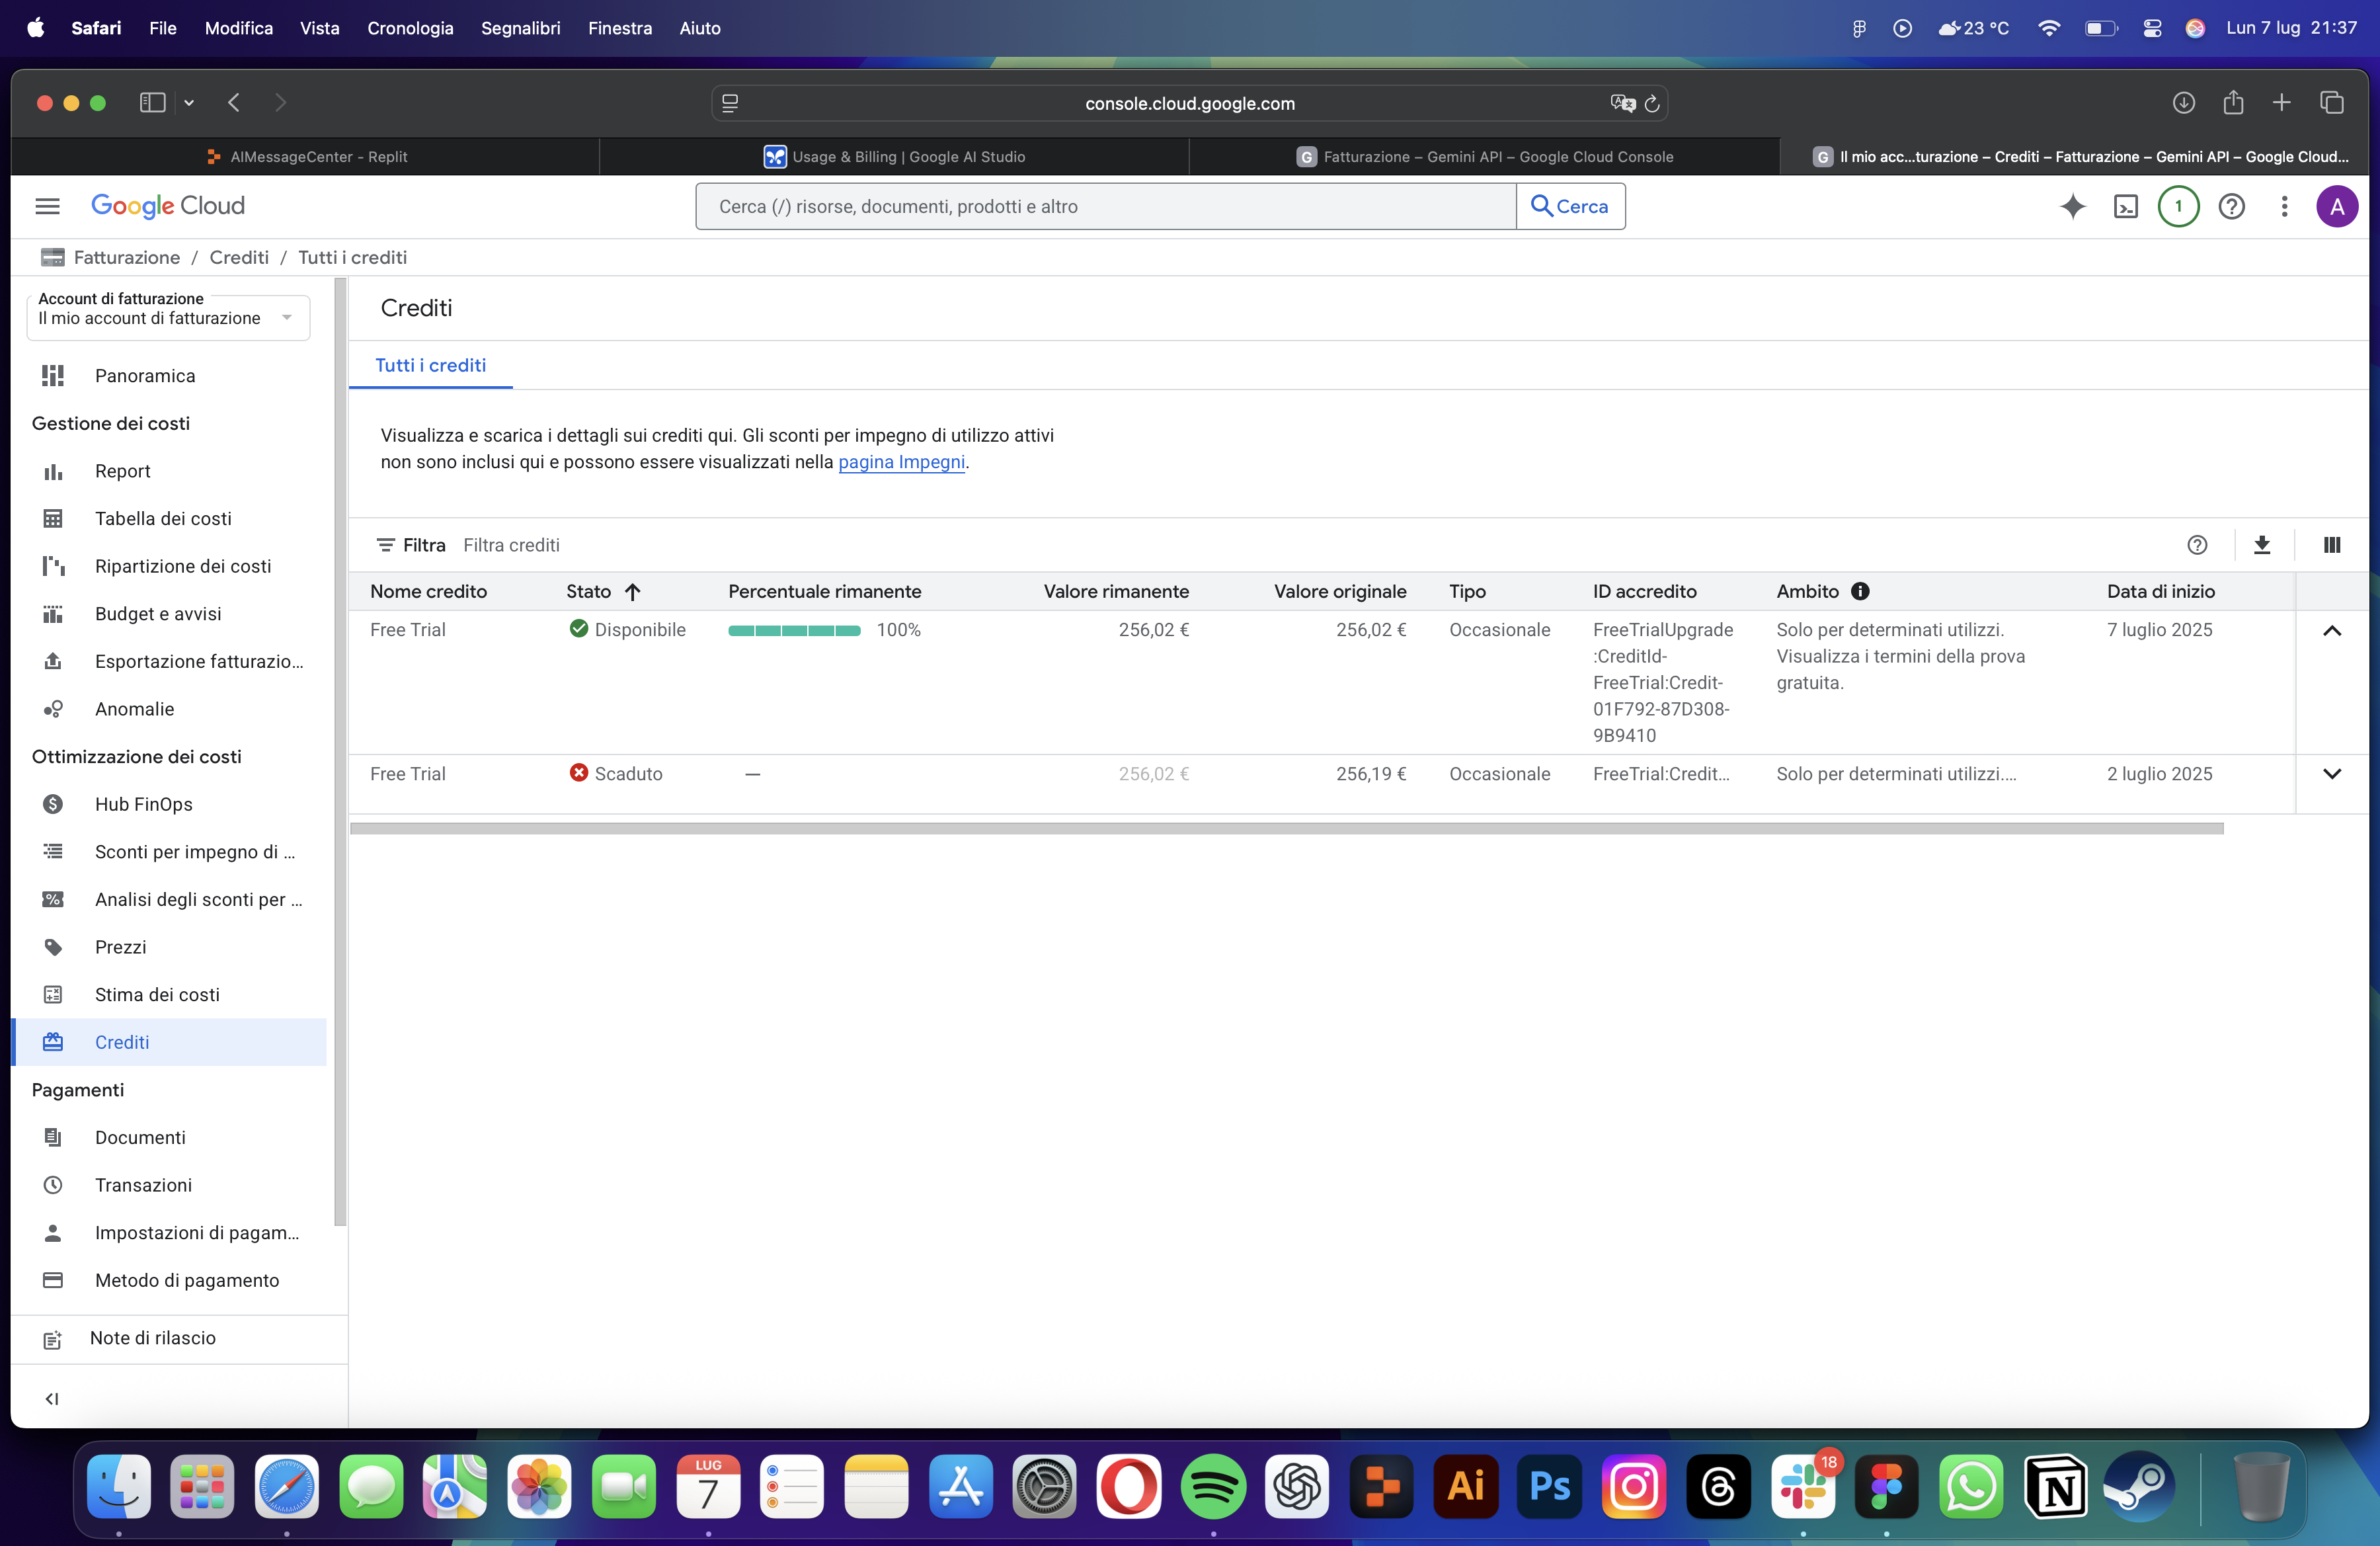 Safari File Modifica Vista Cronologia Segnalibri Finestra Aiuto 23 °C Lun 7 lug 21:37
console.cloud.google.com
AIMessageCenter - Replit
Usage & Billing | Google AI Studio
G Fatturazione – Gemini API – Google Cloud Console
G Il mio acc...turazione – Crediti – Fatturazione – Gemini API – Google Cloud...
Google Cloud
Cerca (/) risorse, documenti, prodotti e altro
Cerca
1
A
Fatturazione / Crediti / Tutti i crediti
Account di fatturazione
Il mio account di fatturazione
Panoramica
Gestione dei costi
Report
Tabella dei costi
Ripartizione dei costi
Budget e avvisi
Esportazione fatturazio...
Anomalie
Ottimizzazione dei costi
Hub FinOps
Sconti per impegno di ...
Analisi degli sconti per ...
Prezzi
Stima dei costi
Crediti
Pagamenti
Documenti
Transazioni
Impostazioni di pagam...
Metodo di pagamento
Note di rilascio
Crediti
Tutti i crediti
Visualizza e scarica i dettagli sui crediti qui. Gli sconti per impegno di utilizzo attivi
non sono inclusi qui e possono essere visualizzati nella pagina Impegni.
Filtra Filtra crediti
Nome credito Stato Percentuale rimanente Valore rimanente Valore originale Tipo ID accredito Ambito Data di inizio
Free Trial Disponibile 100% 256,02 € 256,02 € Occasionale FreeTrialUpgrade Solo per determinati utilizzi. 7 luglio 2025
:CreditId- Visualizza i termini della prova
FreeTrial:Credit- gratuita.
01F792-87D308-
9B9410
Free Trial Scaduto — 256,02 € 256,19 € Occasionale FreeTrial:Credit... Solo per determinati utilizzi.... 2 luglio 2025
LUG
7
Ai
Ps
18
N